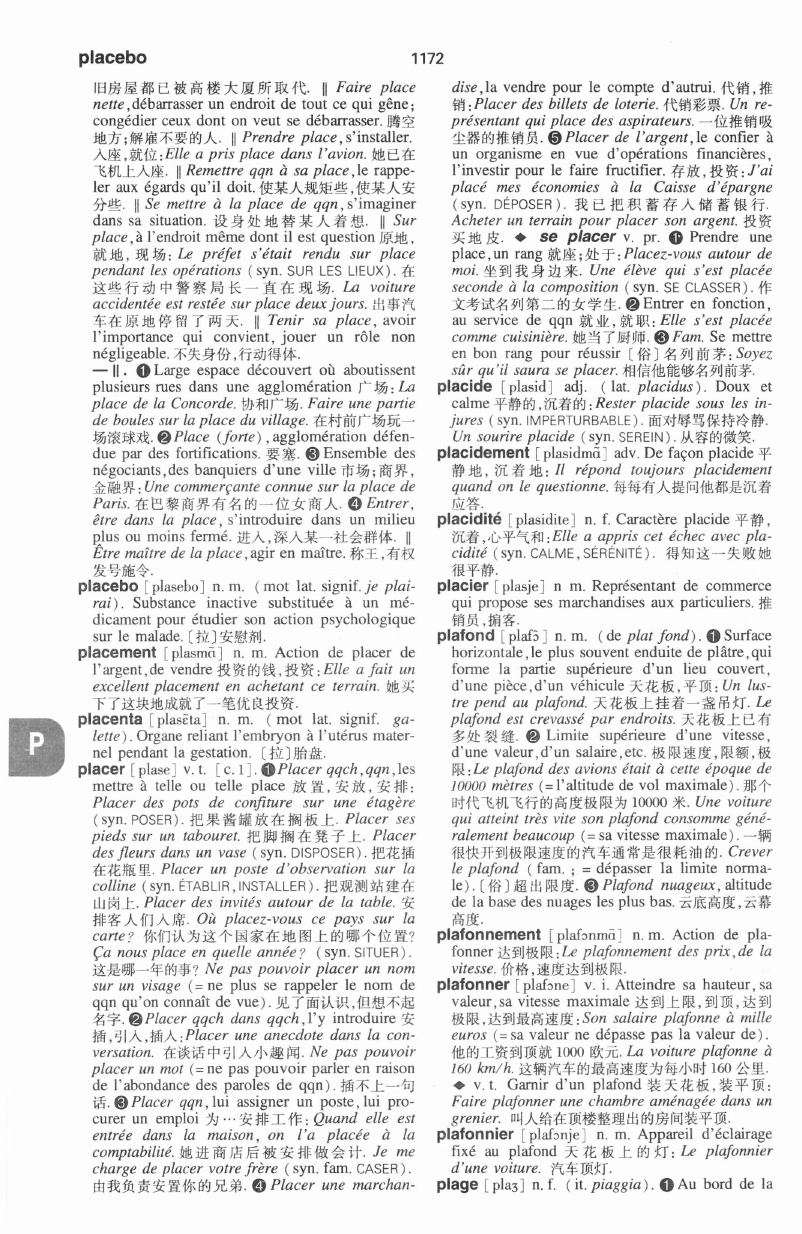 placebo
1172
旧房屋都已被高楼大厦所取代. ‖ Faire place
nette,débarrasser un endroit de tout ce qui gêne;
congédier ceux dont on veut se débarrasser. 腾空
地方;解雇不要的人. ‖ Prendre place,s'installer.
入座,就位:Elle a pris place dans l'avion. 她已在
飞机上入座. ‖ Remettre qqn à sa place,le rappe-
ler aux égards qu'il doit. 使某人规矩些,使某人安
分些. ‖ Se mettre à la place de qqn,s'imaginer
dans sa situation. 设身处地替某人着想. ‖ Sur
place,à l'endroit même dont il est question 原地,
就地, 现场: Le préfet s'était rendu sur place
pendant les opérations (syn. SUR LES LIEUX). 在
这些行动中警察局长一直在现场. La voiture
accidentée est restée sur place deux jours. 出事汽
车在原地停留了两天. ‖ Tenir sa place, avoir
l'importance qui convient, jouer un rôle non
négligeable. 不失身份,行动得体.
— II. ❶ Large espace découvert où aboutissent
plusieurs rues dans une agglomération 广场: La
place de la Concorde. 协和广场. Faire une partie
de boules sur la place du village. 在村前广场玩一
场滚球戏. ❷ Place (forte), agglomération défen-
due par des fortifications. 要塞. ❸ Ensemble des
négociants,des banquiers d'une ville 市场;商界,
金融界:Une commerçante connue sur la place de
Paris. 在巴黎商界有名的一位女商人. ❹ Entrer,
être dans la place, s'introduire dans un milieu
plus ou moins fermé. 进入,深入某一社会群体. ‖
Être maître de la place,agir en maître. 称王,有权
发号施令.
placebo [plasebo] n. m. (mot lat. signif. je plai-
rai). Substance inactive substituée à un mé-
dicament pour étudier son action psychologique
sur le malade. 〔拉〕安慰剂.
placement [plasmɑ̃] n. m. Action de placer de
l'argent,de vendre 投资的钱,投资:Elle a fait un
excellent placement en achetant ce terrain. 她买
下了这块地成就了一笔优良投资.
placenta [plasɛ̃ta] n. m. (mot lat. signif. ga-
lette). Organe reliant l'embryon à l'utérus mater-
nel pendant la gestation. 〔拉〕胎盘.
P
placer [plase] v. t. [c. 1]. ❶ Placer qqch,qqn,les
mettre à telle ou telle place 放置,安放,安排:
Placer des pots de confiture sur une étagère
(syn. POSER). 把果酱罐放在搁板上. Placer ses
pieds sur un tabouret. 把脚搁在凳子上. Placer
des fleurs dans un vase (syn. DISPOSER). 把花插
在花瓶里. Placer un poste d'observation sur la
colline (syn. ÉTABLIR,INSTALLER). 把观测站建在
山岗上. Placer des invités autour de la table. 安
排客人们入席. Où placez-vous ce pays sur la
carte? 你们认为这个国家在地图上的哪个位置?
Ça nous place en quelle année? (syn. SITUER).
这是哪一年的事? Ne pas pouvoir placer un nom
sur un visage (= ne plus se rappeler le nom de
qqn qu'on connaît de vue). 见了面认识,但想不起
名字. ❷ Placer qqch dans qqch,l'y introduire 安
插,引入,插入:Placer une anecdote dans la con-
versation. 在谈话中引入小趣闻. Ne pas pouvoir
placer un mot (= ne pas pouvoir parler en raison
de l'abondance des paroles de qqn). 插不上一句
话. ❸ Placer qqn, lui assigner un poste, lui pro-
curer un emploi 为…安排工作: Quand elle est
entrée dans la maison, on l'a placée à la
comptabilité. 她进商店后被安排做会计. Je me
charge de placer votre frère (syn. fam. CASER).
由我负责安置你的兄弟. ❹ Placer une marchan-
dise,la vendre pour le compte d'autrui. 代销,推
销:Placer des billets de loterie. 代销彩票. Un re-
présentant qui place des aspirateurs. 一位推销吸
尘器的推销员. ❺ Placer de l'argent,le confier à
un organisme en vue d'opérations financières,
l'investir pour le faire fructifier. 存放,投资:J'ai
placé mes économies à la Caisse d'épargne
(syn. DÉPOSER). 我已把积蓄存入储蓄银行.
Acheter un terrain pour placer son argent. 投资
买地皮. ◆ se placer v. pr. ❶ Prendre une
place,un rang 就座;处于:Placez-vous autour de
moi. 坐到我身边来. Une élève qui s'est placée
seconde à la composition (syn. SE CLASSER). 作
文考试名列第二的女学生. ❷ Entrer en fonction,
au service de qqn 就业,就职: Elle s'est placée
comme cuisinière. 她当了厨师. ❸ Fam. Se mettre
en bon rang pour réussir 〔俗〕名列前茅: Soyez
sûr qu'il saura se placer. 相信他能够名列前茅.
placide [plasid] adj. (lat. placidus). Doux et
calme 平静的,沉着的:Rester placide sous les in-
jures (syn. IMPERTURBABLE). 面对辱骂保持冷静.
Un sourire placide (syn. SEREIN). 从容的微笑.
placidement [plasidmɑ̃] adv. De façon placide 平
静地, 沉着地: Il répond toujours placidement
quand on le questionne. 每每有人提问他都是沉着
应答.
placidité [plasidite] n. f. Caractère placide 平静,
沉着,心平气和:Elle a appris cet échec avec pla-
cidité (syn. CALME,SÉRÉNITÉ). 得知这一失败她
很平静.
placier [plasje] n m. Représentant de commerce
qui propose ses marchandises aux particuliers. 推
销员,掮客.
plafond [plafɔ̃] n. m. (de plat fond). ❶ Surface
horizontale,le plus souvent enduite de plâtre,qui
forme la partie supérieure d'un lieu couvert,
d'une pièce,d'un véhicule 天花板,平顶: Un lus-
tre pend au plafond. 天花板上挂着一盏吊灯. Le
plafond est crevassé par endroits. 天花板上已有
多处裂缝. ❷ Limite supérieure d'une vitesse,
d'une valeur,d'un salaire,etc. 极限速度,限额,极
限:Le plafond des avions était à cette époque de
10000 mètres (= l'altitude de vol maximale). 那个
时代飞机飞行的高度极限为 10000 米. Une voiture
qui atteint très vite son plafond consomme géné-
ralement beaucoup (= sa vitesse maximale). 一辆
很快开到极限速度的汽车通常是很耗油的. Crever
le plafond (fam. ; = dépasser la limite norma-
le). 〔俗〕超出限度. ❸ Plafond nuageux, altitude
de la base des nuages les plus bas. 云底高度,云幕
高度.
plafonnement [plafɔnmɑ̃] n. m. Action de pla-
fonner 达到极限:Le plafonnement des prix,de la
vitesse. 价格,速度达到极限.
plafonner [plafɔne] v. i. Atteindre sa hauteur, sa
valeur,sa vitesse maximale 达到上限,到顶,达到
极限,达到最高速度:Son salaire plafonne à mille
euros (= sa valeur ne dépasse pas la valeur de).
他的工资到顶就 1000 欧元. La voiture plafonne à
160 km/h. 这辆汽车的最高速度为每小时 160 公里.
◆ v. t. Garnir d'un plafond 装天花板,装平顶:
Faire plafonner une chambre aménagée dans un
grenier. 叫人给在顶楼整理出的房间装平顶.
plafonnier [plafɔnje] n. m. Appareil d'éclairage
fixé au plafond 天花板上的灯: Le plafonnier
d'une voiture. 汽车顶灯.
plage [plaʒ] n. f. (it. piaggia). ❶ Au bord de la